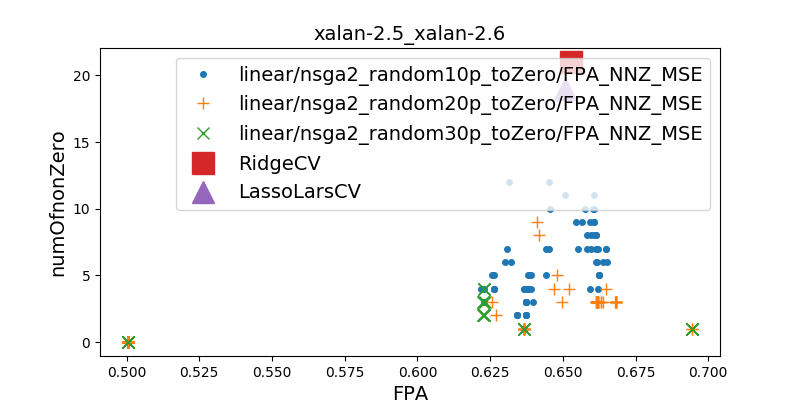 xalan-2.5_xalan-2.6
linear/nsga2_random10p_toZero/FPA_NNZ_MSE
linear/nsga2_random20p_toZero/FPA_NNZ_MSE
linear/nsga2_random30p_toZero/FPA_NNZ_MSE
RidgeCV
LassoLarsCV
numOfnonZero
20
15
10
5
0
0.500 0.525 0.550 0.575 0.600 0.625 0.650 0.675 0.700
FPA